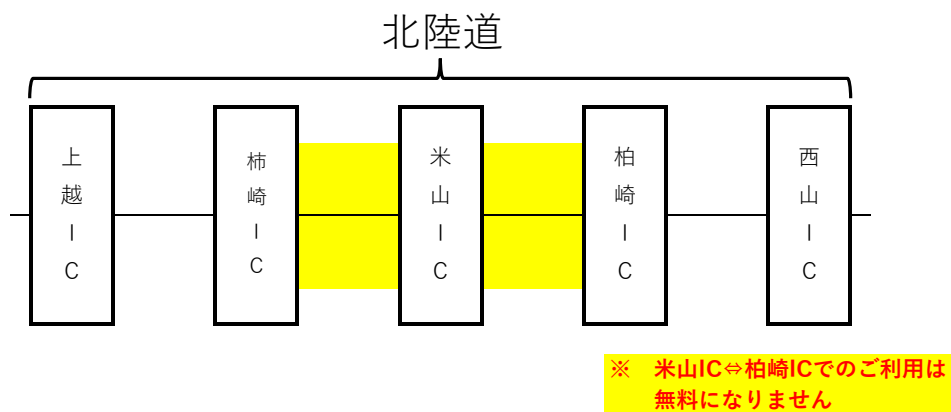 北陸道
上越IC
柿崎IC
米山IC
柏崎IC
西山IC
※ 米山IC⇔柏崎ICでのご利用は
無料になりません